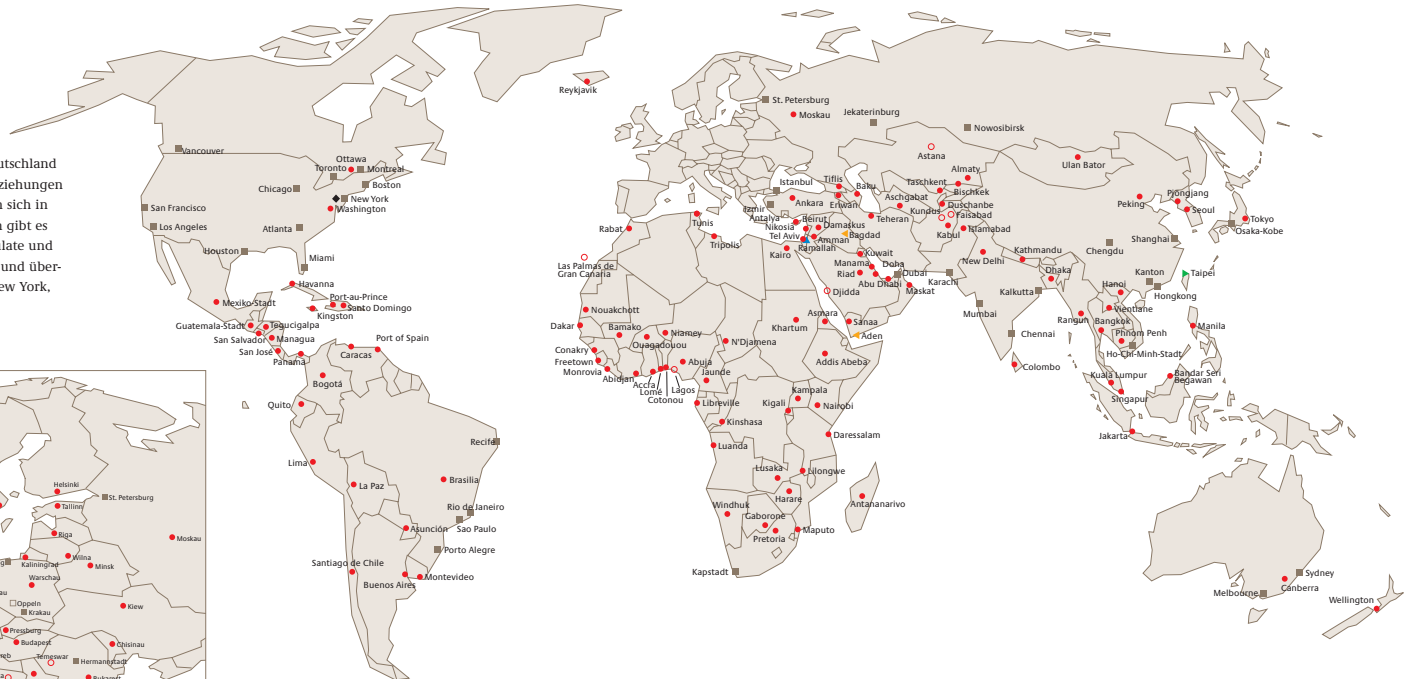 utschland
ziehungen
sich in
gibt es
ulate und
und über-
ew York,
Reykjavik
St. Petersburg
Moskau
Jekaterinburg
Nowosibirsk
Astana
Ulan Bator
Vancouver
Ottawa
Toronto
Montreal
Chicago
Boston
New York
Washington
San Francisco
Los Angeles
Atlanta
Houston
Miami
Havanna
Mexiko-Stadt
Port-au-Prince
Santo Domingo
Kingston
Guatemala-Stadt
Tegucigalpa
San Salvador
Managua
San José
Panama
Caracas
Port of Spain
Bogotá
Quito
Recife
Lima
La Paz
Brasilia
Rio de Janeiro
Sao Paulo
Asunción
Porto Alegre
Santiago de Chile
Buenos Aires
Montevideo
Istanbul
Tiflis
Baku
Ankara
Eriwan
Izmir
Antalya
Nikosia
Beirut
Damaskus
Tel Aviv
Amman
Ramallah
Bagdad
Teheran
Kairo
Kuwait
Manama
Doha
Riad
Abu Dhabi
Dubai
Maskat
Djidda
Sanaa
Aden
Almaty
Taschkent
Bischkek
Aschgabat
Duschanbe
Kundus
Faisabad
Kabul
Islamabad
New Delhi
Kathmandu
Dhaka
Karachi
Kalkutta
Mumbai
Chennai
Colombo
Peking
Pjöngjang
Seoul
Tokyo
Osaka-Kobe
Shanghai
Chengdu
Kanton
Taipei
Hongkong
Hanoi
Vientiane
Rangun
Bangkok
Phnom Penh
Ho-Chi-Minh-Stadt
Manila
Kuala Lumpur
Bandar Seri
Begawan
Singapur
Jakarta
Rabat
Tunis
Tripolis
Las Palmas de
Gran Canaria
Nouakchott
Dakar
Bamako
Niamey
Ouagadouou
N'Djamena
Khartum
Asmara
Addis Abeba
Conakry
Freetown
Monrovia
Abidjan
Accra
Lomé
Cotonou
Lagos
Abuja
Jaunde
Libreville
Kampala
Kigali
Nairobi
Kinshasa
Daressalam
Luanda
Lusaka
Lilongwe
Harare
Antananarivo
Windhuk
Gaborone
Pretoria
Maputo
Kapstadt
Sydney
Canberra
Melbourne
Wellington
Helsinki
St. Petersburg
Tallinn
Riga
Moskau
Wilna
Kaliningrad
Minsk
Warschau
Oppeln
Krakau
Kiew
Pressburg
Budapest
Chisinau
Temeswar
Hermannstadt
Bukarest